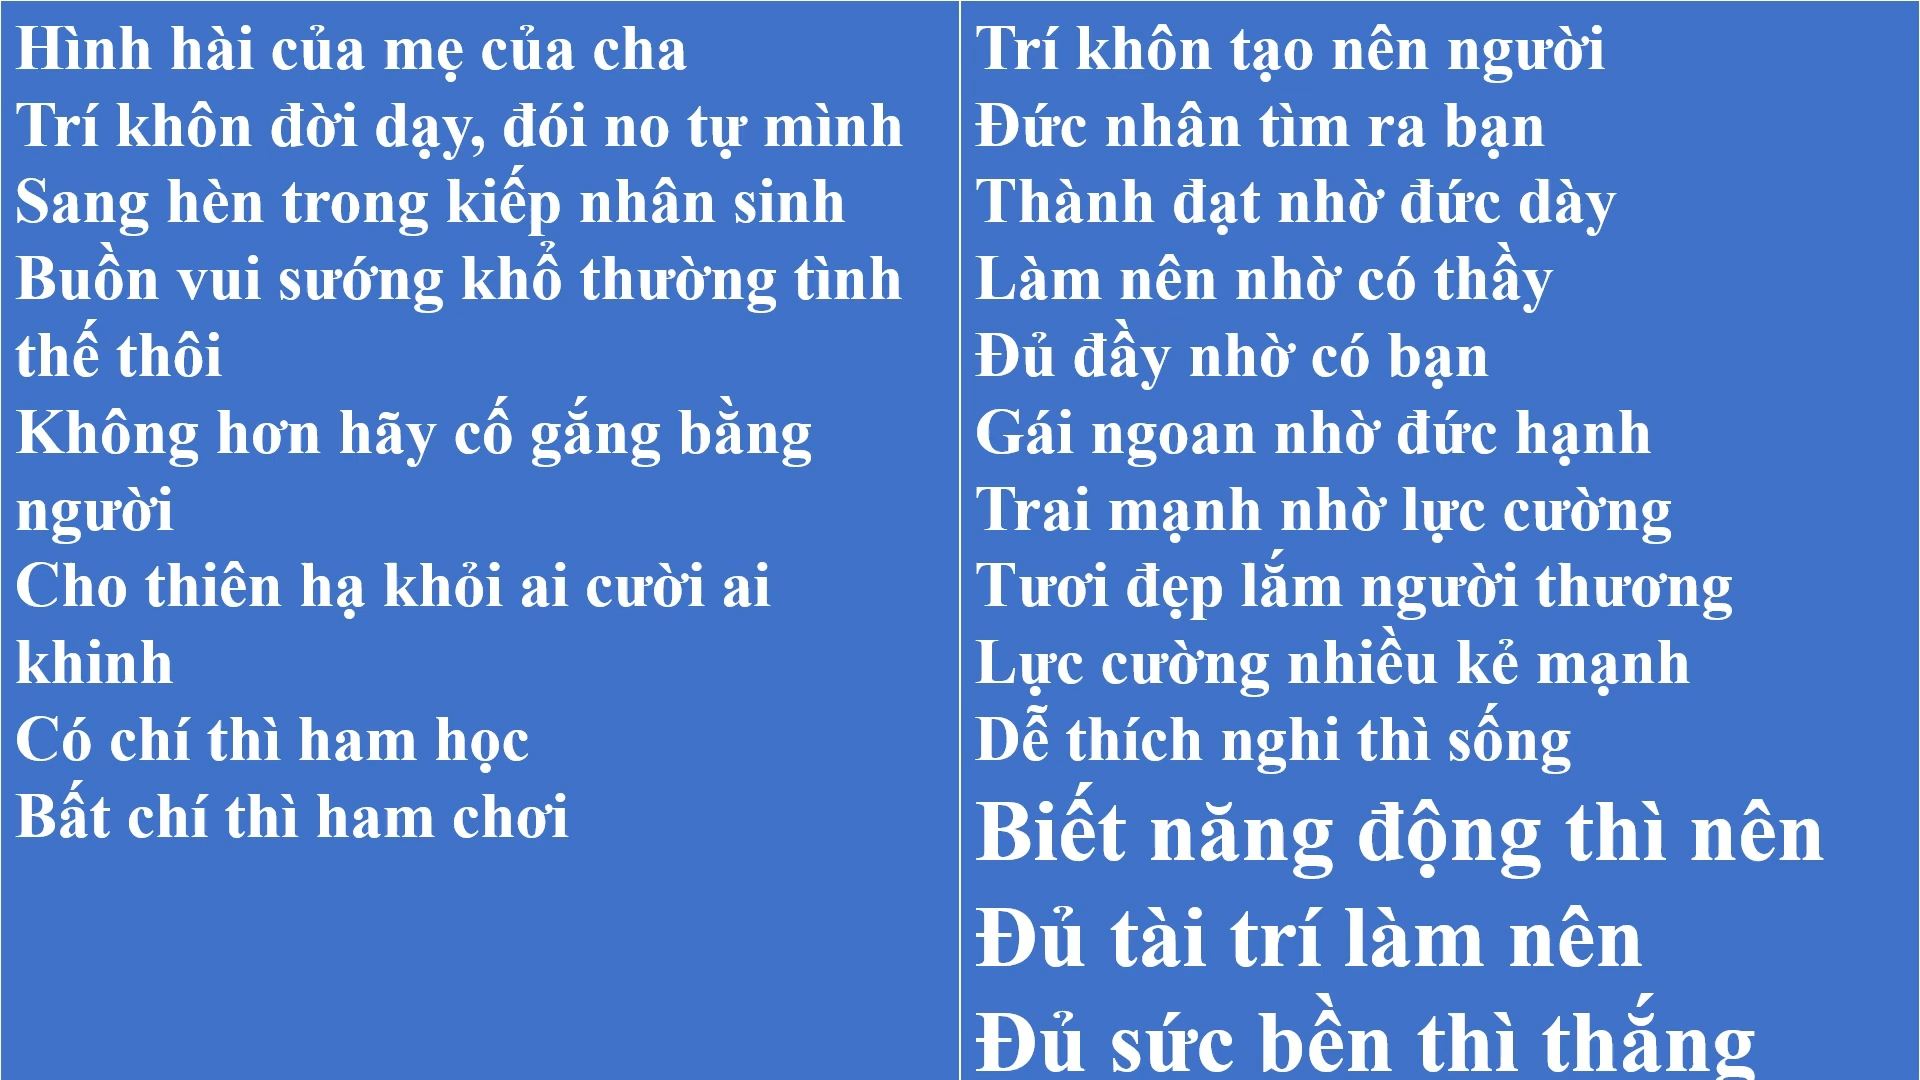 Hình hài của mẹ của cha
Trí khôn đời dạy, đói no tự mình
Sang hèn trong kiếp nhân sinh
Buồn vui sướng khổ thường tình
thế thôi
Không hơn hãy cố gắng bằng
người
Cho thiên hạ khỏi ai cười ai
khinh
Có chí thì ham học
Bất chí thì ham chơi
Trí khôn tạo nên người
Đức nhân tìm ra bạn
Thành đạt nhờ đức dày
Làm nên nhờ có thầy
Đủ đầy nhờ có bạn
Gái ngoan nhờ đức hạnh
Trai mạnh nhờ lực cường
Tươi đẹp lắm người thương
Lực cường nhiều kẻ mạnh
Dễ thích nghi thì sống
Biết năng động thì nên
Đủ tài trí làm nên
Đủ sức bền thì thắng